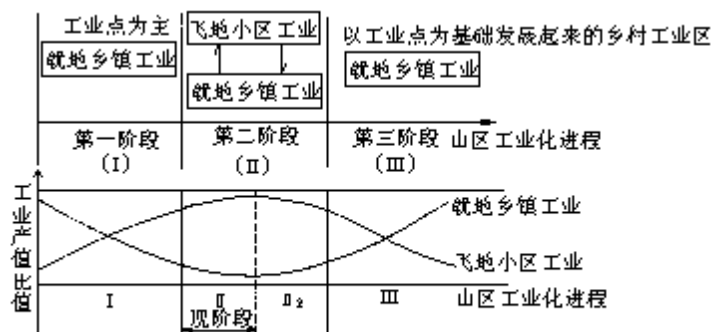 工业点为主
就地乡镇工业
飞地小区工业
就地乡镇工业
以工业点为基础发展起来的乡村工业区
就地乡镇工业
第一阶段
(I)
第二阶段
(II)
第三阶段
(III)
山区工业化进程
工业产值比值
就地乡镇工业
飞地小区工业
I
II
II₂
III
山区工业化进程
现阶段